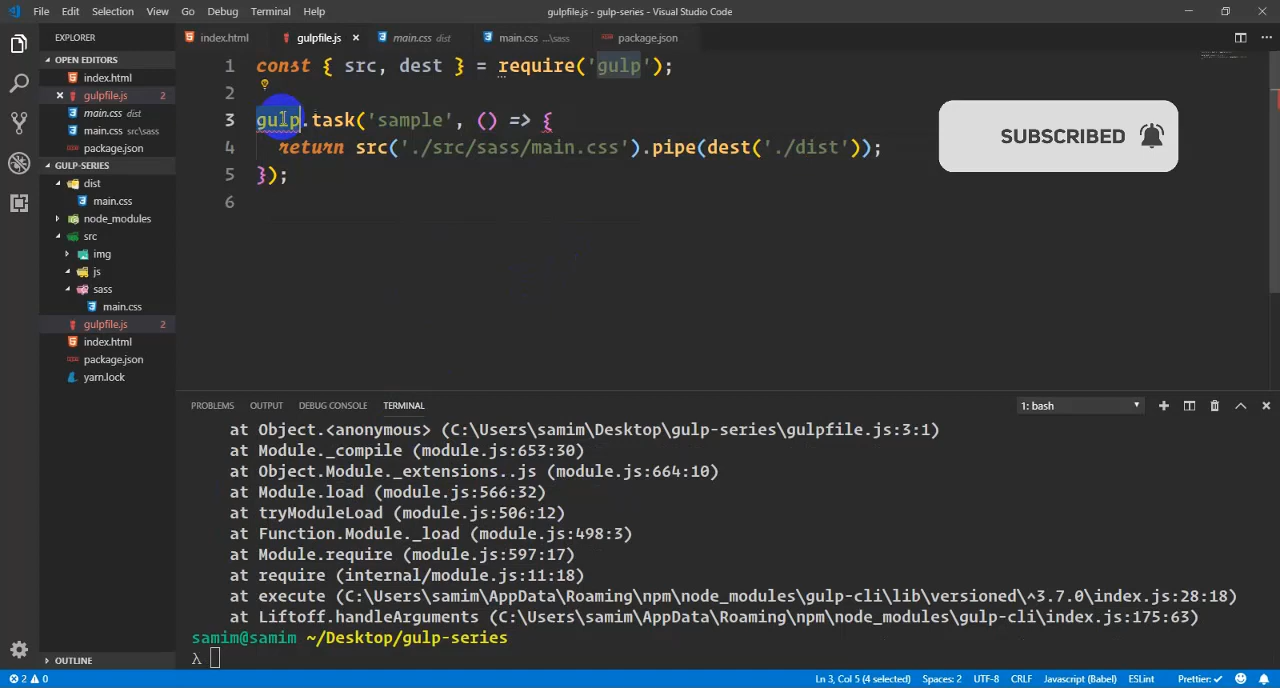 File Edit Selection View Go Debug Terminal Help
gulpfile.js - gulp-series - Visual Studio Code
EXPLORER
index.html
gulpfile.js ×
main.css dist
main.css ...\sass
package.json
OPEN EDITORS
index.html
× gulpfile.js 2
main.css dist
main.css src\sass
package.json
GULP-SERIES
dist
main.css
node_modules
src
img
js
sass
main.css
gulpfile.js 2
index.html
package.json
yarn.lock
OUTLINE
1 const { src, dest } = require('gulp');
2
3 gulp.task('sample', () => {
4 return src('./src/sass/main.css').pipe(dest('./dist'));
5 });
6
SUBSCRIBED
PROBLEMS OUTPUT DEBUG CONSOLE TERMINAL
1: bash
at Object.<anonymous> (C:\Users\samim\Desktop\gulp-series\gulpfile.js:3:1)
at Module._compile (module.js:653:30)
at Object.Module._extensions..js (module.js:664:10)
at Module.load (module.js:566:32)
at tryModuleLoad (module.js:506:12)
at Function.Module._load (module.js:498:3)
at Module.require (module.js:597:17)
at require (internal/module.js:11:18)
at execute (C:\Users\samim\AppData\Roaming\npm\node_modules\gulp-cli\lib\versioned\^3.7.0\index.js:28:18)
at Liftoff.handleArguments (C:\Users\samim\AppData\Roaming\npm\node_modules\gulp-cli\index.js:175:63)
samim@samim ~/Desktop/gulp-series
λ
2 0
Ln 3, Col 5 (4 selected) Spaces: 2 UTF-8 CRLF Javascript (Babel) ESLint Prettier: ✓